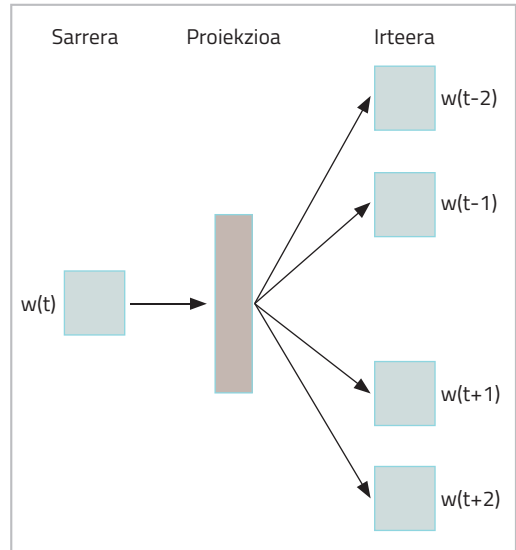 Sarrera Proiekzioa Irteera
w(t-2)
w(t-1)
w(t)
w(t+1)
w(t+2)